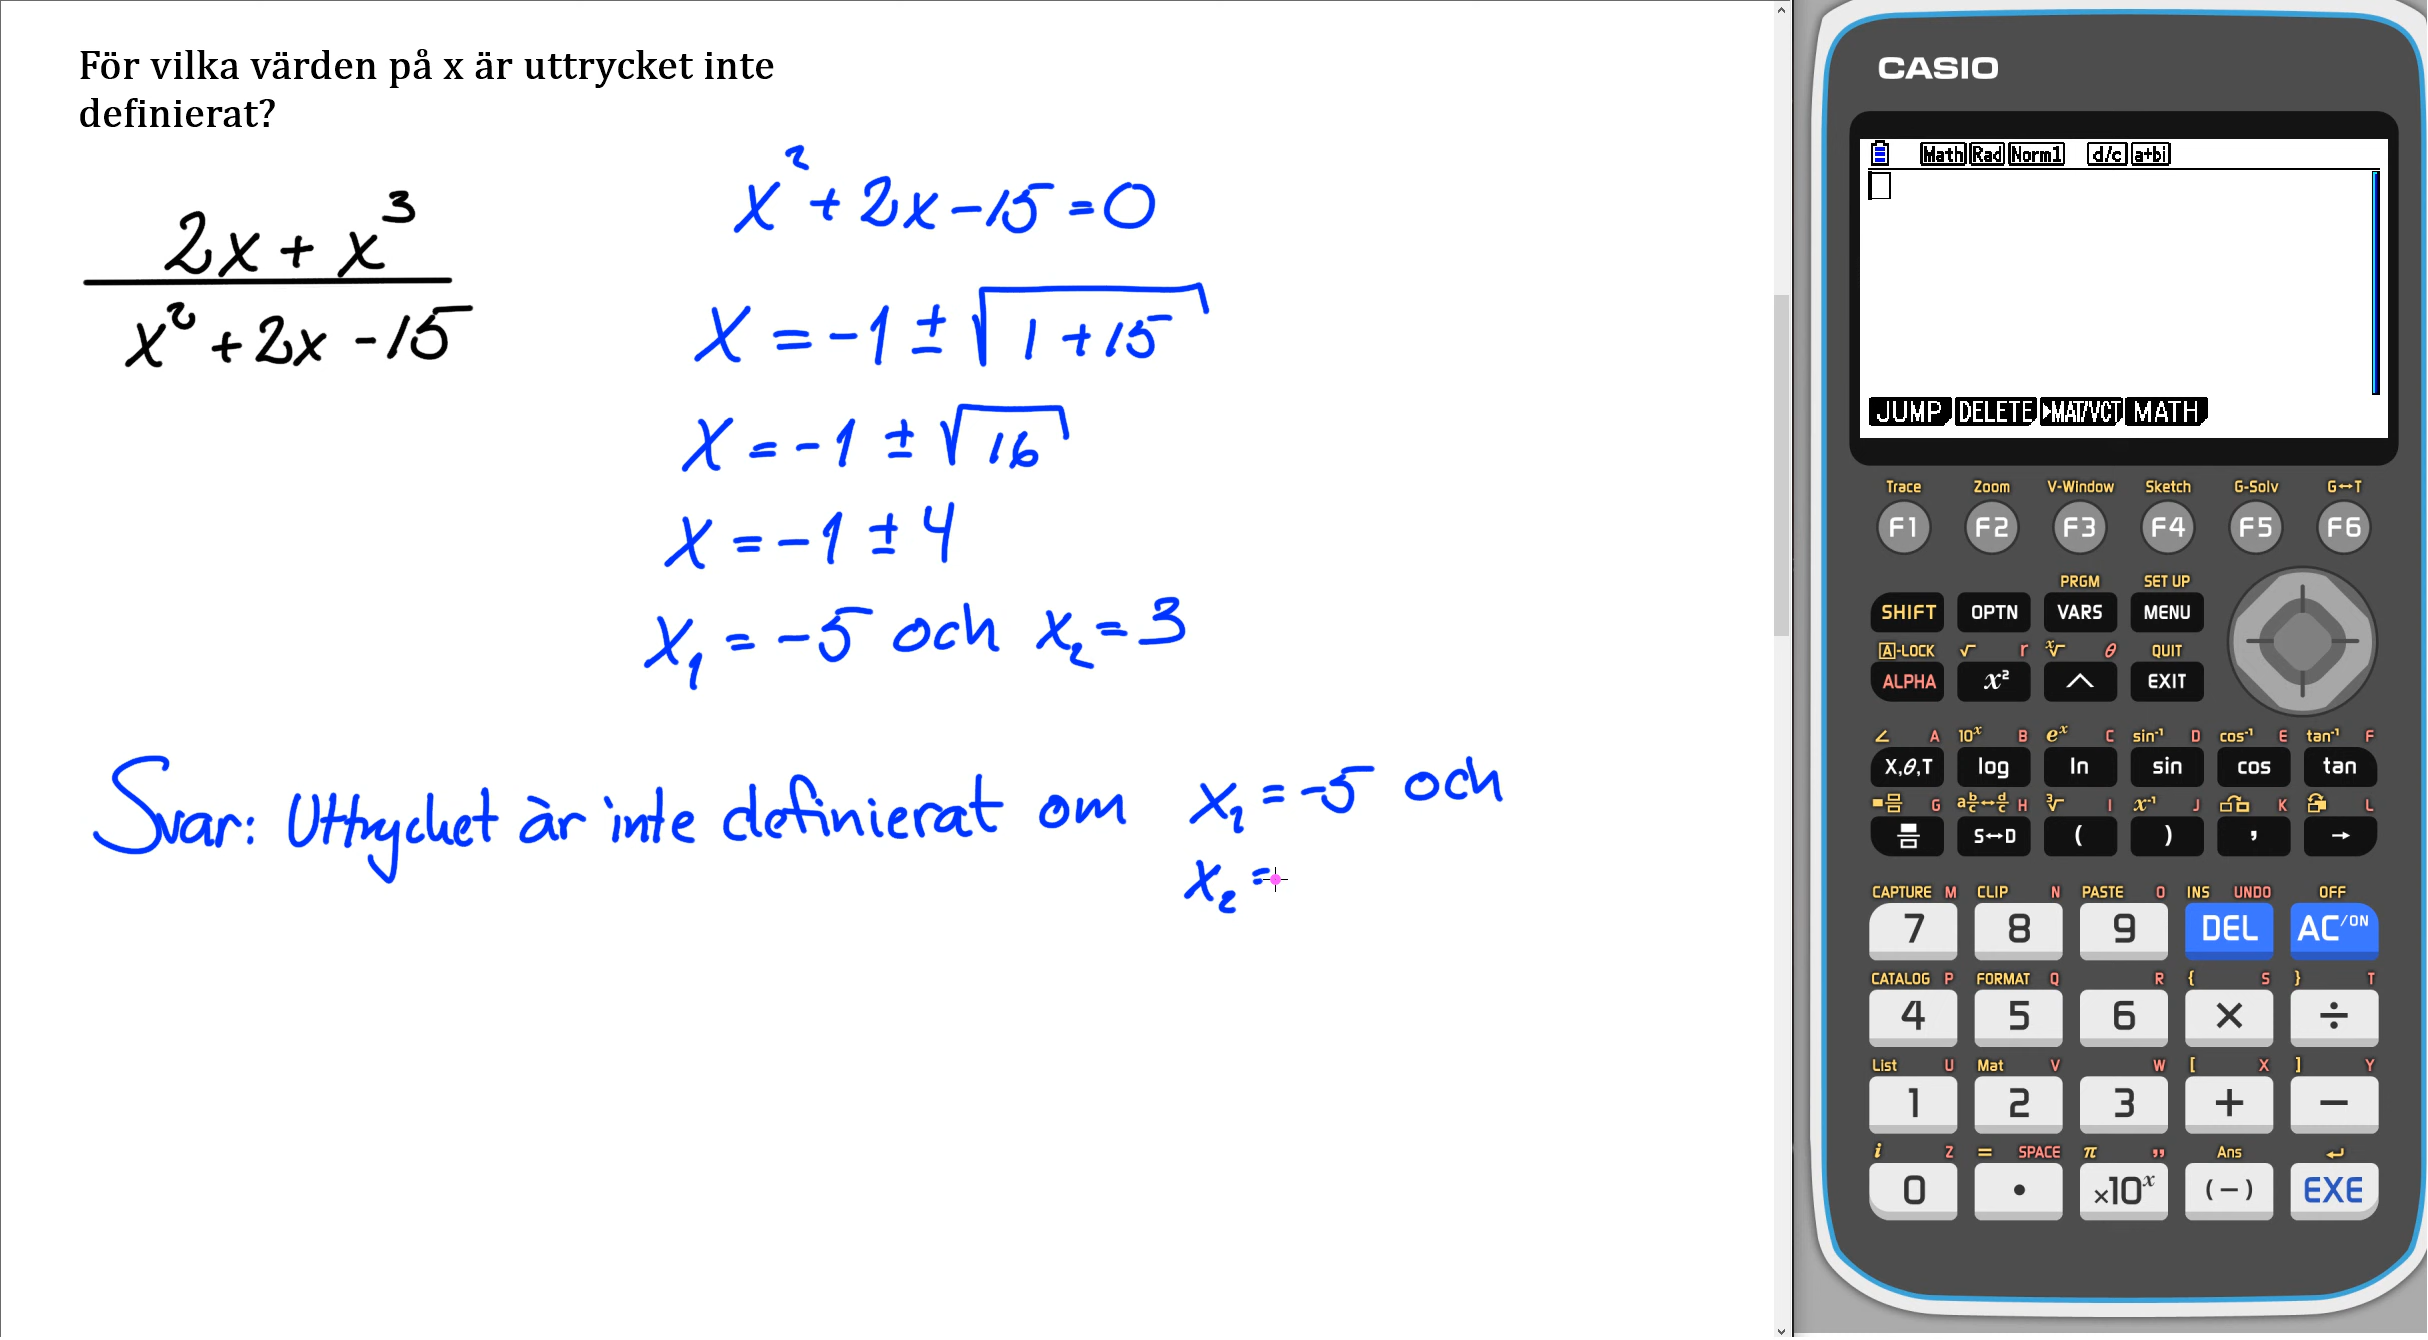 För vilka värden på x är uttrycket inte
definierat?
2x + x³
x² + 2x - 15
x² + 2x - 15 = 0
x = -1 ± √1 + 15
x = -1 ± √16
x = -1 ± 4
x₁ = -5 och x₂ = 3
Svar: Uttrycket är inte definierat om x₁ = -5 och
x₂ =
CASIO
Math Rad Norm1 d/c a+bi
JUMP DELETE ▶MAT/VCT MATH
Trace Zoom V-Window Sketch G-Solv G↔T
F1 F2 F3 F4 F5 F6
PRGM SET UP
SHIFT OPTN VARS MENU
A-LOCK √ r ˣ√ θ QUIT
ALPHA x² ^ EXIT
∠ A 10ˣ B eˣ C sin⁻¹ D cos⁻¹ E tan⁻¹ F
X,θ,T log ln sin cos tan
G a b/c↔d/c H ³√ I x⁻¹ J K L
S↔D ( ) , →
CAPTURE M CLIP N PASTE O INS UNDO OFF
7 8 9 DEL AC/ON
CATALOG P FORMAT Q R { S } T
4 5 6 × ÷
List U Mat V W [ X ] Y
1 2 3 + −
i Z = SPACE π " Ans ↵
0 • ×10ˣ (−) EXE